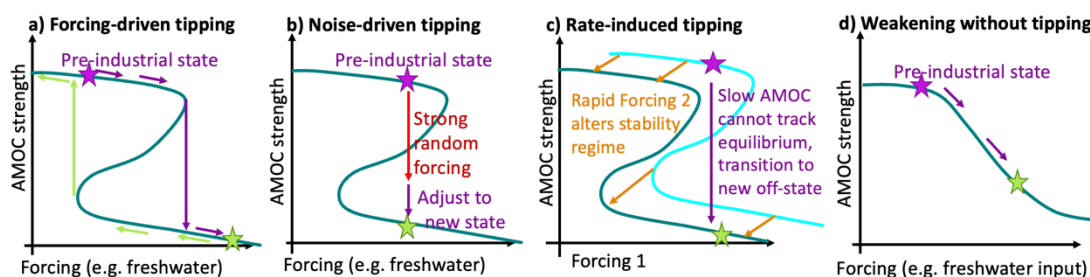 a) Forcing-driven tipping
Pre-industrial state
AMOC strength
Forcing (e.g. freshwater)
b) Noise-driven tipping
Pre-industrial state
Strong
random
forcing
Adjust to
new state
AMOC strength
Forcing (e.g. freshwater)
c) Rate-induced tipping
Rapid Forcing 2
alters stability
regime
Slow AMOC
cannot track
equilibrium,
transition to
new off-state
AMOC strength
Forcing 1
d) Weakening without tipping
Pre-industrial state
AMOC strength
Forcing (e.g. freshwater input)